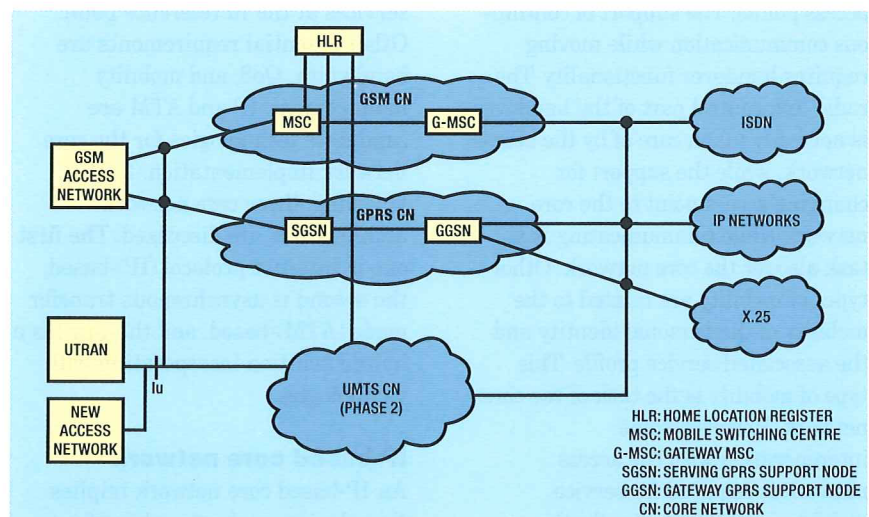 HLR
GSM CN
MSC
G-MSC
ISDN
GSM
ACCESS
NETWORK
GPRS CN
SGSN
GGSN
IP NETWORKS
X.25
UTRAN
Iu
UMTS CN
(PHASE 2)
NEW
ACCESS
NETWORK
HLR: HOME LOCATION REGISTER
MSC: MOBILE SWITCHING CENTRE
G-MSC: GATEWAY MSC
SGSN: SERVING GPRS SUPPORT NODE
GGSN: GATEWAY GPRS SUPPORT NODE
CN: CORE NETWORK